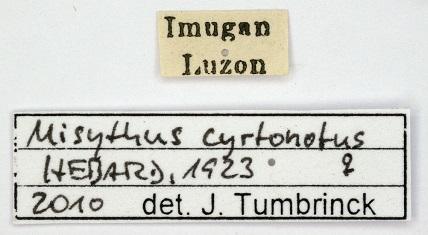 Imugan
Luzon
Misythus cyrtonotus
HEBARD, 1923 ♀
2010 det. J. Tumbrinck